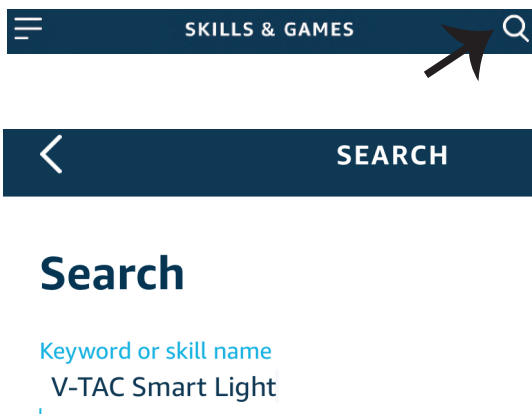 SKILLS & GAMES
SEARCH
Search
Keyword or skill name
V-TAC Smart Light